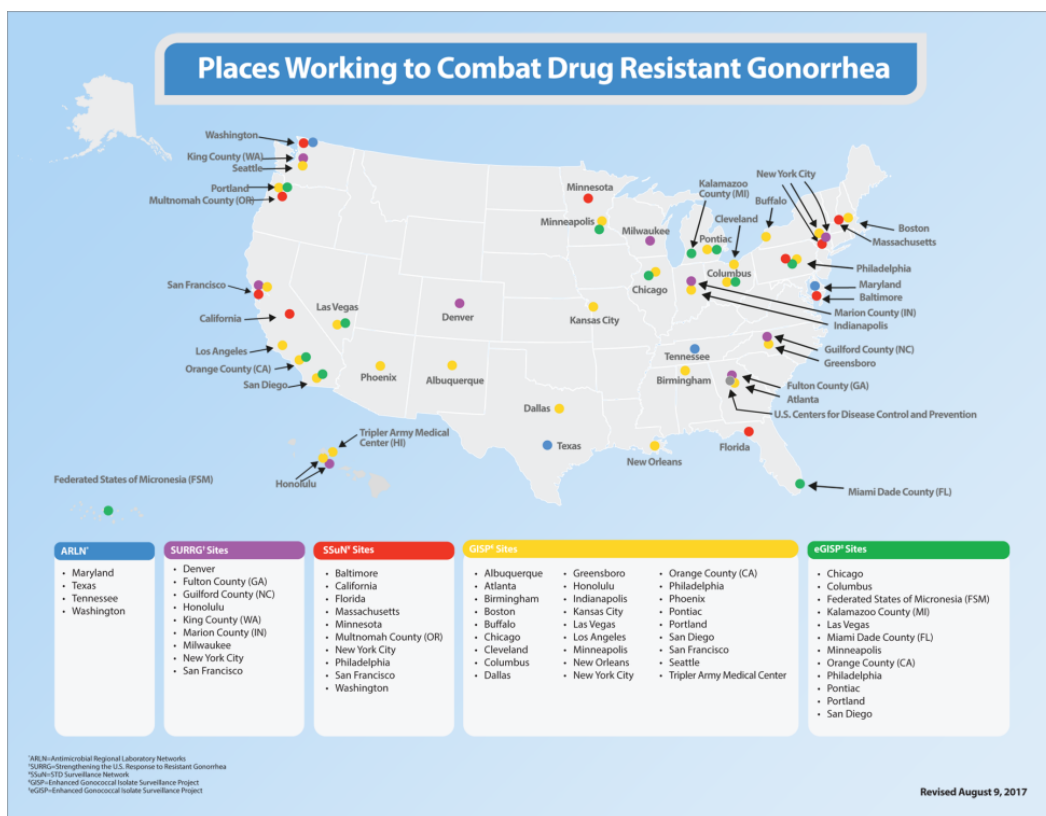 Places Working to Combat Drug Resistant Gonorrhea
Washington
King County (WA)
Seattle
Portland
Multnomah County (OR)
San Francisco
California
Las Vegas
Los Angeles
Orange County (CA)
San Diego
Phoenix
Albuquerque
Denver
Minnesota
Minneapolis
Milwaukee
Kalamazoo
County (MI)
Pontiac
Cleveland
Buffalo
New York City
Boston
Massachusetts
Philadelphia
Maryland
Baltimore
Marion County (IN)
Indianapolis
Columbus
Chicago
Kansas City
Guilford County (NC)
Greensboro
Tennessee
Birmingham
Fulton County (GA)
Atlanta
U.S. Centers for Disease Control and Prevention
Dallas
Texas
New Orleans
Florida
Miami Dade County (FL)
Tripler Army Medical
Center (HI)
Honolulu
Federated States of Micronesia (FSM)
ARLN*
• Maryland
• Texas
• Tennessee
• Washington
SURRG† Sites
• Denver
• Fulton County (GA)
• Guilford County (NC)
• Honolulu
• King County (WA)
• Marion County (IN)
• Milwaukee
• New York City
• San Francisco
SSuN Sites
• Baltimore
• California
• Florida
• Massachusetts
• Minnesota
• Multnomah County (OR)
• New York City
• Philadelphia
• San Francisco
• Washington
GISP Sites
• Albuquerque
• Atlanta
• Birmingham
• Boston
• Buffalo
• Chicago
• Cleveland
• Columbus
• Dallas
• Greensboro
• Honolulu
• Indianapolis
• Kansas City
• Las Vegas
• Los Angeles
• Minneapolis
• New Orleans
• New York City
• Orange County (CA)
• Philadelphia
• Phoenix
• Pontiac
• Portland
• San Diego
• San Francisco
• Seattle
• Tripler Army Medical Center
eGISP Sites
• Chicago
• Columbus
• Federated States of Micronesia (FSM)
• Kalamazoo County (MI)
• Las Vegas
• Miami Dade County (FL)
• Minneapolis
• Orange County (CA)
• Philadelphia
• Pontiac
• Portland
• San Diego
*ARLN=Antimicrobial Regional Laboratory Networks
SURRG=Strengthening the U.S. Response to Resistant Gonorrhea
SSuN=STD Surveillance Network
GISP=Enhanced Gonococcal Isolate Surveillance Project
eGISP=Enhanced Gonococcal Isolate Surveillance Project
Revised August 9, 2017